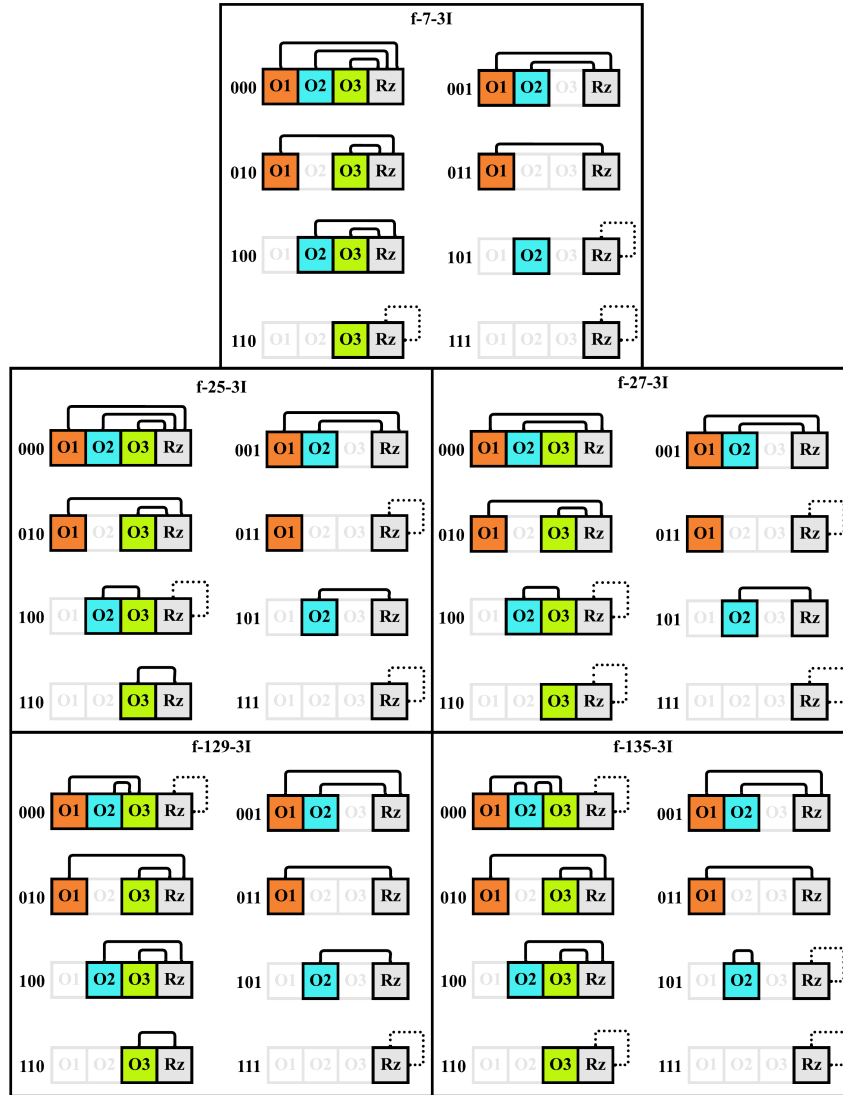 f-7-3I
000 O1 O2 O3 Rz 001 O1 O2 O3 Rz
010 O1 O2 O3 Rz 011 O1 O2 O3 Rz
100 O1 O2 O3 Rz 101 O1 O2 O3 Rz
110 O1 O2 O3 Rz 111 O1 O2 O3 Rz
f-25-3I
000 O1 O2 O3 Rz 001 O1 O2 O3 Rz
010 O1 O2 O3 Rz 011 O1 O2 O3 Rz
100 O1 O2 O3 Rz 101 O1 O2 O3 Rz
110 O1 O2 O3 Rz 111 O1 O2 O3 Rz
f-27-3I
000 O1 O2 O3 Rz 001 O1 O2 O3 Rz
010 O1 O2 O3 Rz 011 O1 O2 O3 Rz
100 O1 O2 O3 Rz 101 O1 O2 O3 Rz
110 O1 O2 O3 Rz 111 O1 O2 O3 Rz
f-129-3I
000 O1 O2 O3 Rz 001 O1 O2 O3 Rz
010 O1 O2 O3 Rz 011 O1 O2 O3 Rz
100 O1 O2 O3 Rz 101 O1 O2 O3 Rz
110 O1 O2 O3 Rz 111 O1 O2 O3 Rz
f-135-3I
000 O1 O2 O3 Rz 001 O1 O2 O3 Rz
010 O1 O2 O3 Rz 011 O1 O2 O3 Rz
100 O1 O2 O3 Rz 101 O1 O2 O3 Rz
110 O1 O2 O3 Rz 111 O1 O2 O3 Rz